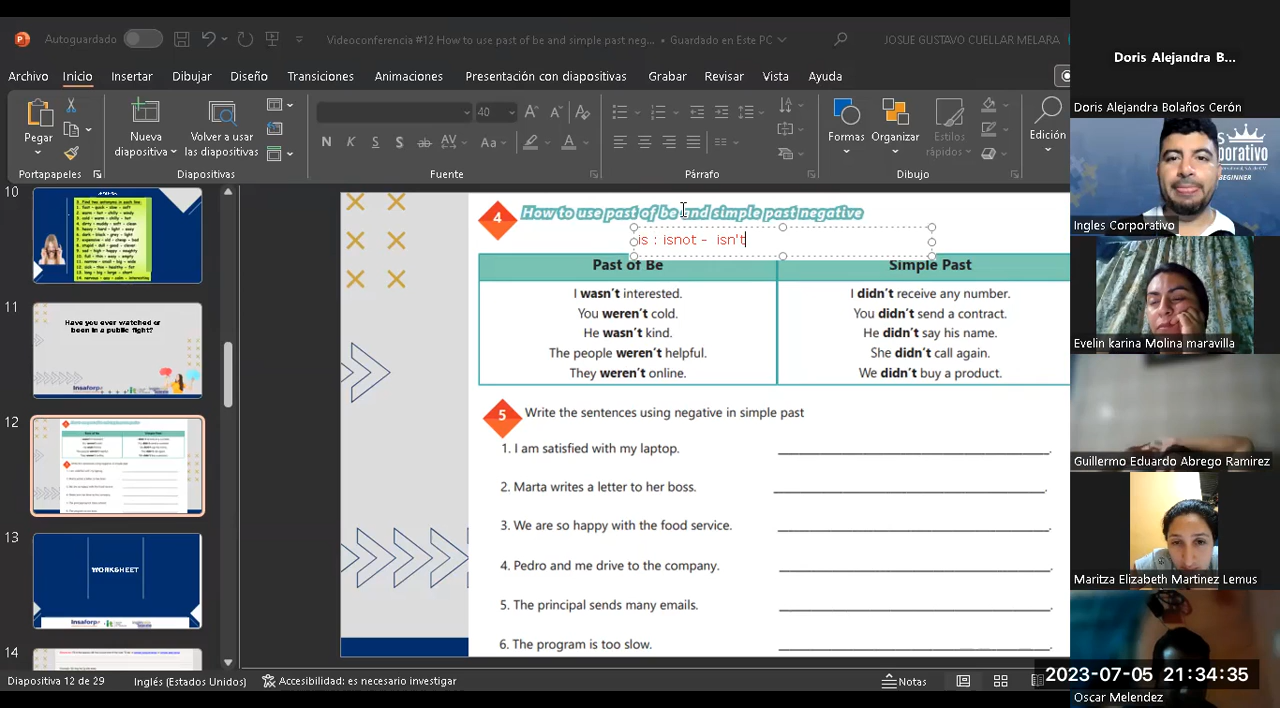 Autoguardado
Videoconferencia #12 How to use past of be and simple past neg... • Guardado en Este PC
JOSUE GUSTAVO CUELLAR MELARA
Archivo Inicio Insertar Dibujar Diseño Transiciones Animaciones Presentación con diapositivas Grabar Revisar Vista Ayuda
Pegar
Nueva diapositiva
Volver a usar las diapositivas
40
N K S S ab AV Aa A
Formas
Organizar
Estilos rápidos
Edición
Portapapeles
Diapositivas
Fuente
Párrafo
Dibujo
10
11
Have you ever watched or
been in a public fight?
Insaforp
12
13
WORKSHEET
Insaforp
14
4
How to use past of be and simple past negative
is : isnot - isn't
Past of Be
Simple Past
I wasn't interested.
You weren't cold.
He wasn't kind.
The people weren't helpful.
They weren't online.
I didn't receive any number.
You didn't send a contract.
He didn't say his name.
She didn't call again.
We didn't buy a product.
5
Write the sentences using negative in simple past
1. I am satisfied with my laptop.
2. Marta writes a letter to her boss.
3. We are so happy with the food service.
4. Pedro and me drive to the company.
5. The principal sends many emails.
6. The program is too slow.
Diapositiva 12 de 29
Inglés (Estados Unidos)
Accesibilidad: es necesario investigar
Notas
Doris Alejandra B...
Doris Alejandra Bolaños Cerón
BEGINNER
Ingles Corporativo
Evelin karina Molina maravilla
Guillermo Eduardo Abrego Ramirez
Maritza Elizabeth Martinez Lemus
2023-07-05 21:34:35
Oscar Melendez